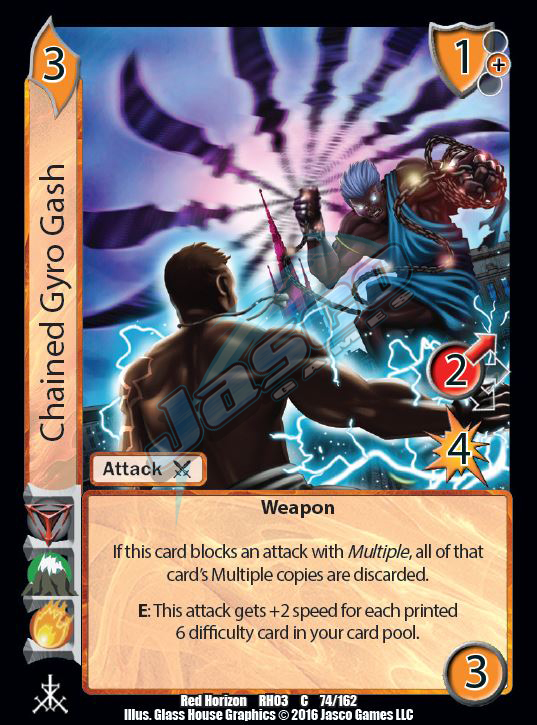 3
1
+
Chained Gyro Gash
Jasco
GAMES
2
4
Attack
Weapon
If this card blocks an attack with Multiple, all of that
card's Multiple copies are discarded.
E: This attack gets +2 speed for each printed
6 difficulty card in your card pool.
3
Red Horizon RH03 C 74/162
Illus. Glass House Graphics © 2016 Jasco Games LLC